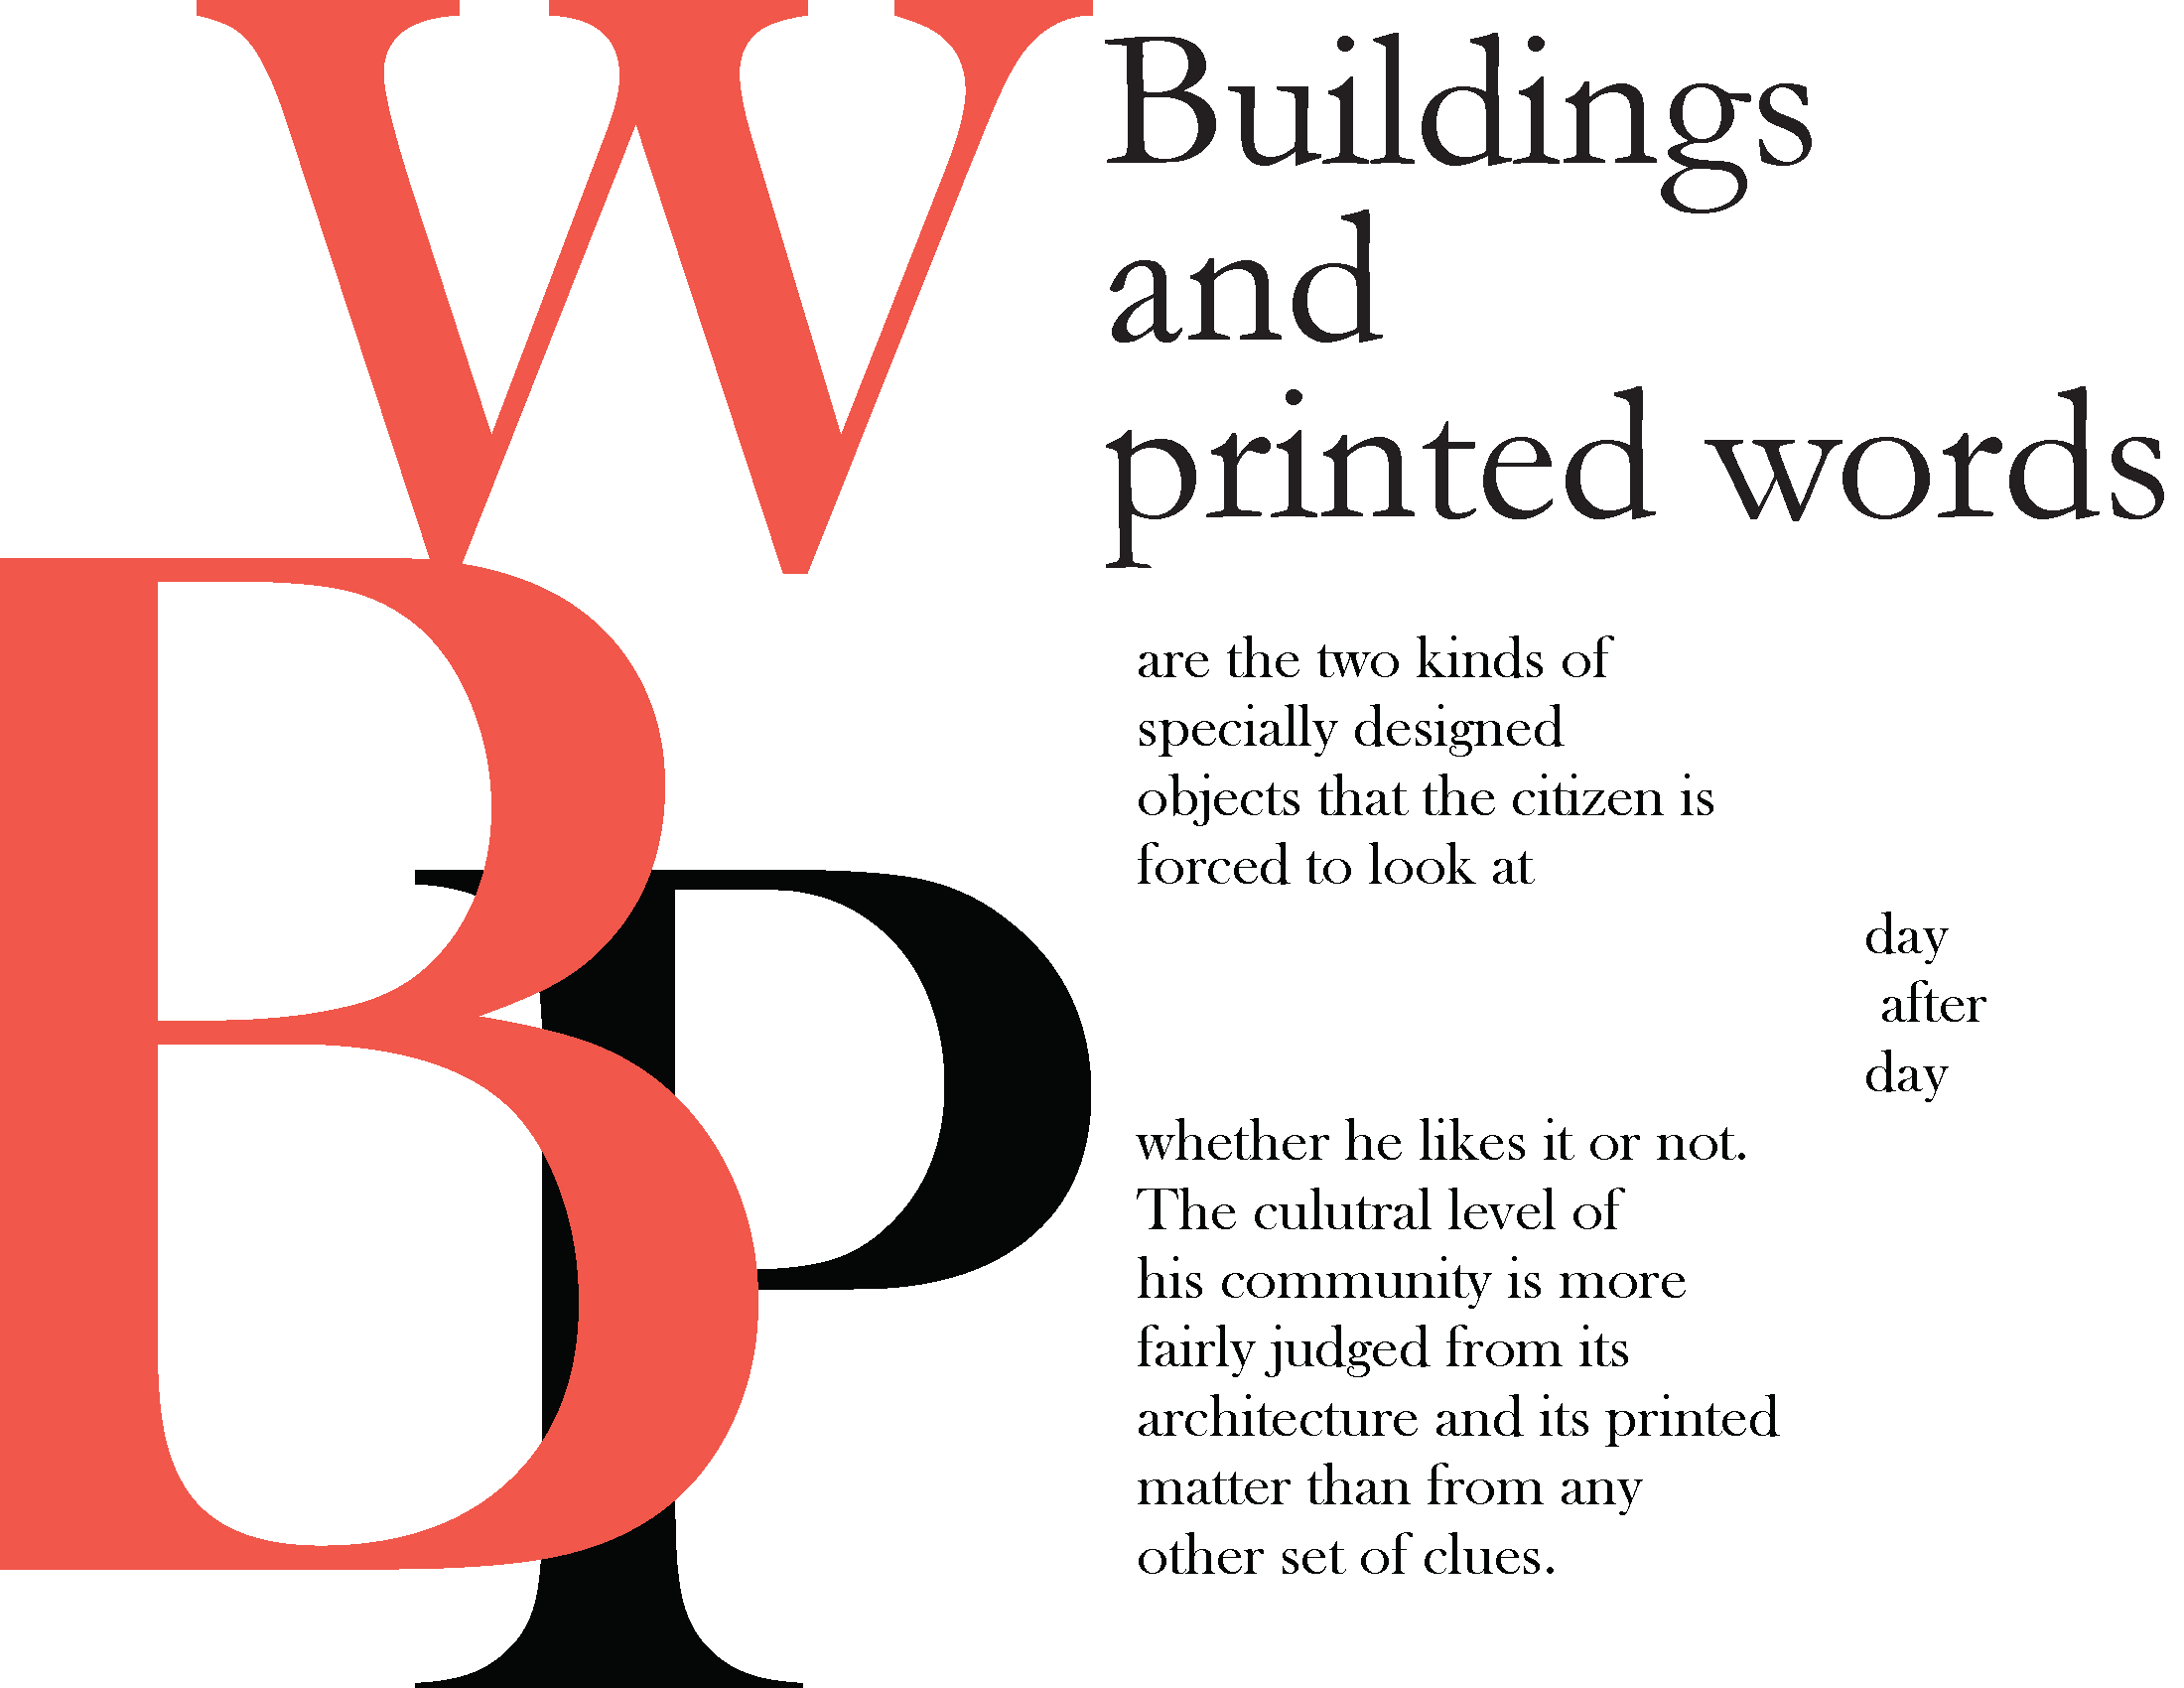 W
B
P
Buildings
and
printed words
are the two kinds of
specially designed
objects that the citizen is
forced to look at
day
after
day
whether he likes it or not.
The culutral level of
his community is more
fairly judged from its
architecture and its printed
matter than from any
other set of clues.